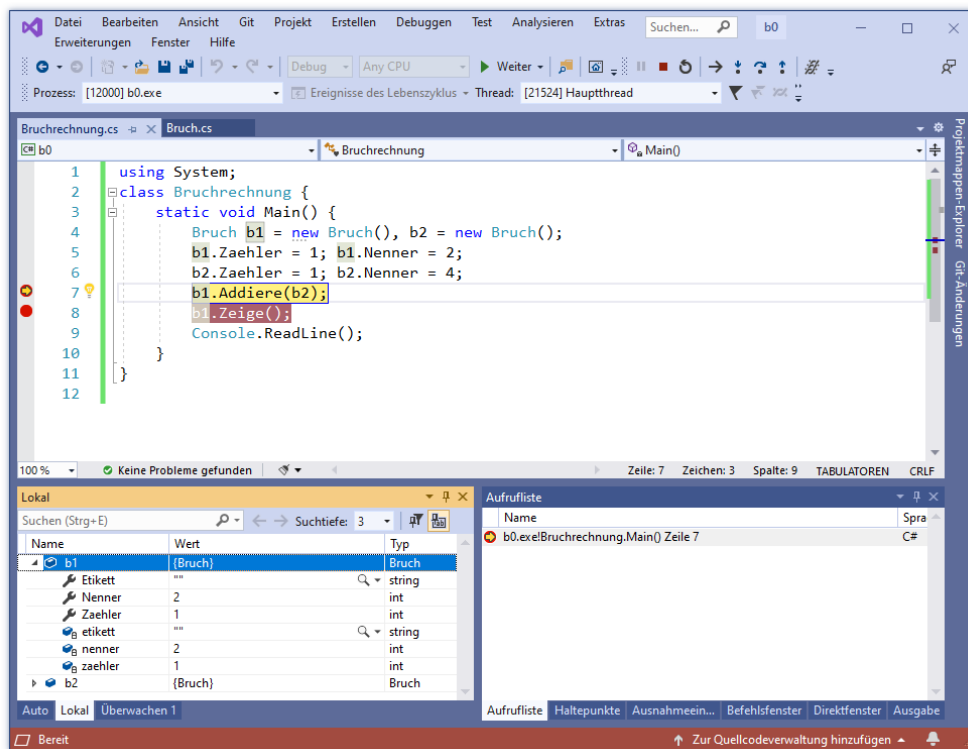 Datei Bearbeiten Ansicht Git Projekt Erstellen Debuggen Test Analysieren Extras Suchen... b0
Erweiterungen Fenster Hilfe
Debug Any CPU Weiter
Prozess: [12000] b0.exe Ereignisse des Lebenszyklus Thread: [21524] Hauptthread
Bruchrechnung.cs Bruch.cs
C# b0 Bruchrechnung Main()
1 using System;
2 class Bruchrechnung {
3 static void Main() {
4 Bruch b1 = new Bruch(), b2 = new Bruch();
5 b1.Zaehler = 1; b1.Nenner = 2;
6 b2.Zaehler = 1; b2.Nenner = 4;
7 b1.Addiere(b2);
8 b1.Zeige();
9 Console.ReadLine();
10 }
11 }
12
100 % Keine Probleme gefunden Zeile: 7 Zeichen: 3 Spalte: 9 TABULATOREN CRLF
Projektmappen-Explorer
Git-Änderungen
Lokal
Suchen (Strg+E) Suchtiefe: 3
Name Wert Typ
b1 {Bruch} Bruch
Etikett "" string
Nenner 2 int
Zaehler 1 int
etikett "" string
nenner 2 int
zaehler 1 int
b2 {Bruch} Bruch
Auto Lokal Überwachen 1
Aufrufliste
Name Spra
b0.exe!Bruchrechnung.Main() Zeile 7 C#
Aufrufliste Haltepunkte Ausnahmeein... Befehlsfenster Direktfenster Ausgabe
Bereit Zur Quellcodeverwaltung hinzufügen